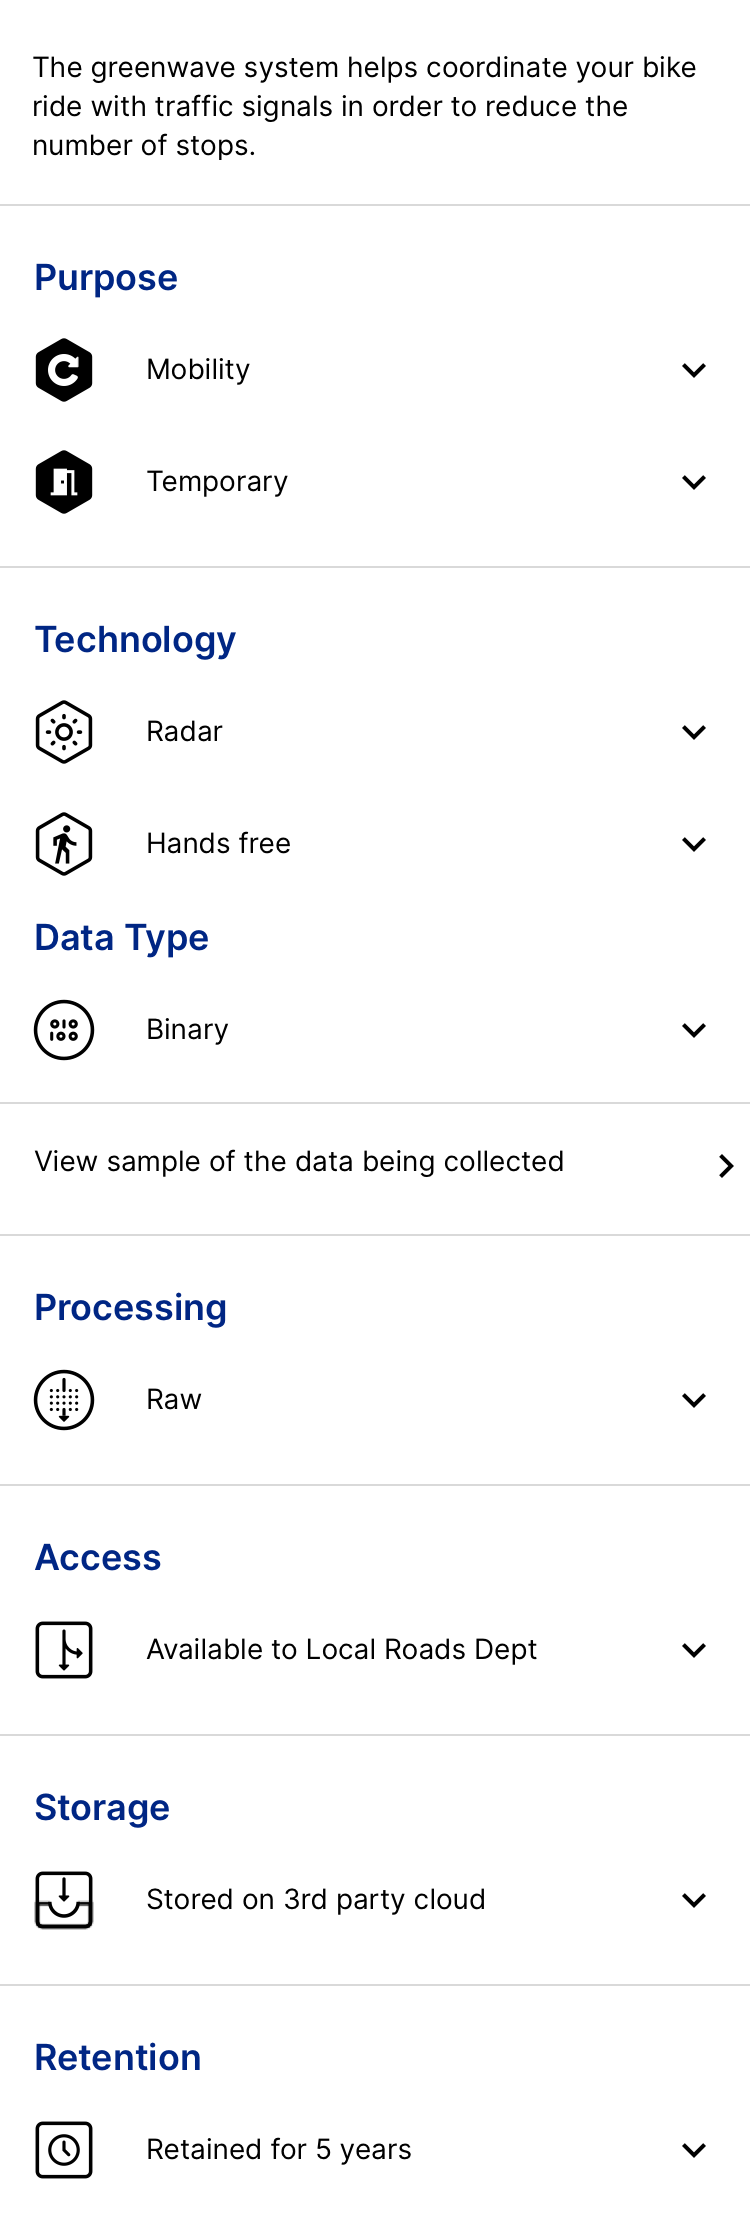 The greenwave system helps coordinate your bike
ride with traffic signals in order to reduce the
number of stops.
Purpose
Mobility
Temporary
Technology
Radar
Hands free
Data Type
Binary
View sample of the data being collected
Processing
Raw
Access
Available to Local Roads Dept
Storage
Stored on 3rd party cloud
Retention
Retained for 5 years